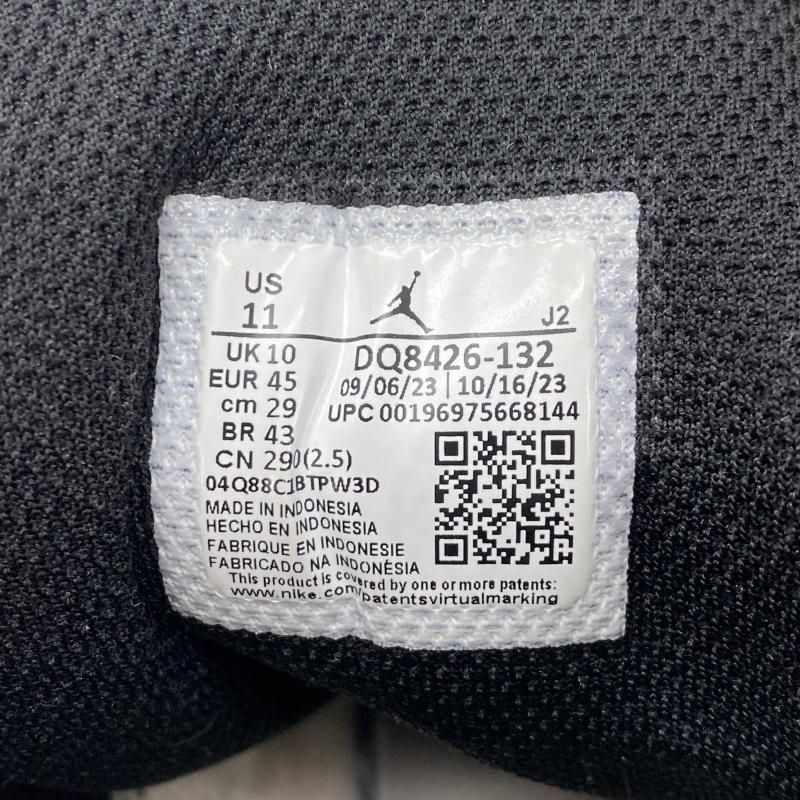 US
11
J2
UK 10
DQ8426-132
EUR 45
09/06/23 | 10/16/23
cm 29
UPC 00196975668144
BR 43
CN 290(2.5)
04Q88C1BTPW3D
MADE IN INDONESIA
HECHO EN INDONESIA
FABRIQUE EN INDONESIE
FABRICADO NA INDONÉSIA
This product is covered by one or more patents:
www.nike.com/patentsvirtualmarking